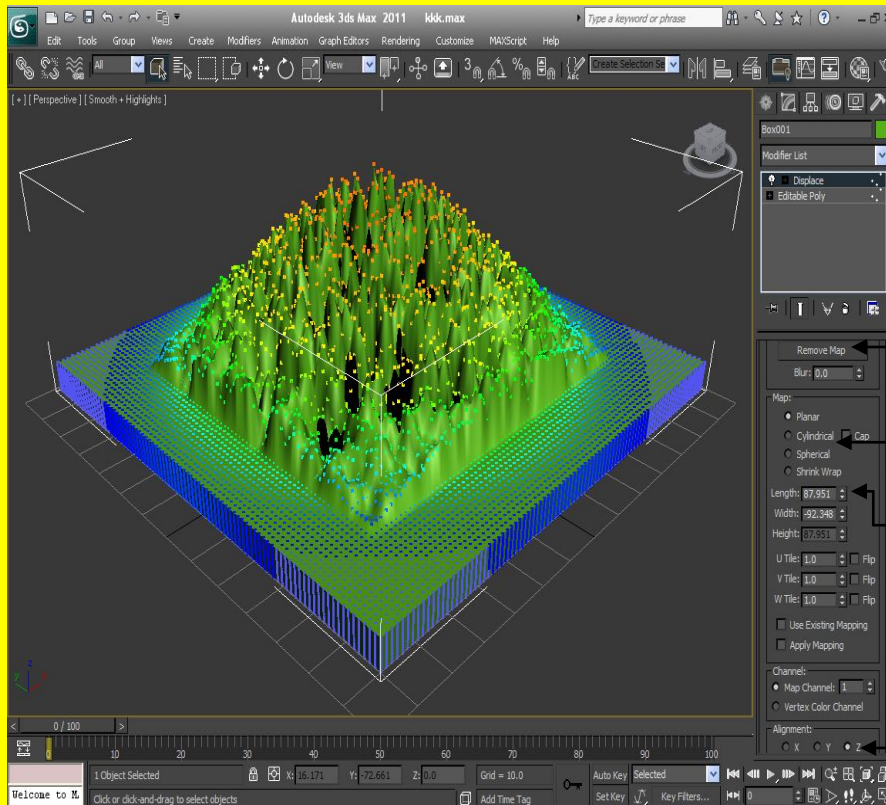 Autodesk 3ds Max 2011 kkk.max
Type a keyword or phrase
Edit Tools Group Views Create Modifiers Animation Graph Editors Rendering Customize MAXScript Help
All View 3 Create Selection Se
[ + ] [ Perspective ] [ Smooth + Highlights ]
Box001
Modifier List
Displace
Editable Poly
Remove Map
Blur: 0.0
Map:
Planar
Cylindrical Cap
Spherical
Shrink Wrap
Length: 87.951
Width: -92.348
Height: 87.951
U Tile: 1.0 Flip
V Tile: 1.0 Flip
W Tile: 1.0 Flip
Use Existing Mapping
Apply Mapping
Channel:
Map Channel: 1
Vertex Color Channel
Alignment:
X Y Z
z
y x
< 0 / 100 >
0 10 20 30 40 50 60 70 80 90 100
1 Object Selected X: 16.171 Y: -72.661 Z: 0.0 Grid = 10.0 Auto Key Selected
Welcome to M. Click or click-and-drag to select objects Add Time Tag Set Key Key Filters... 0